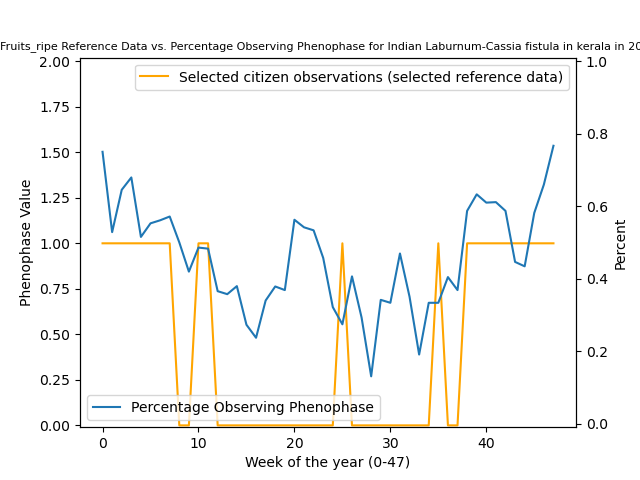 Fruits_ripe Reference Data vs. Percentage Observing Phenophase for Indian Laburnum-Cassia fistula in kerala in 20
Selected citizen observations (selected reference data)
Percentage Observing Phenophase
Phenophase Value
2.00
1.75
1.50
1.25
1.00
0.75
0.50
0.25
0.00
1.0
0.8
0.6
0.4
0.2
0.0
Percent
0 10 20 30 40
Week of the year (0-47)